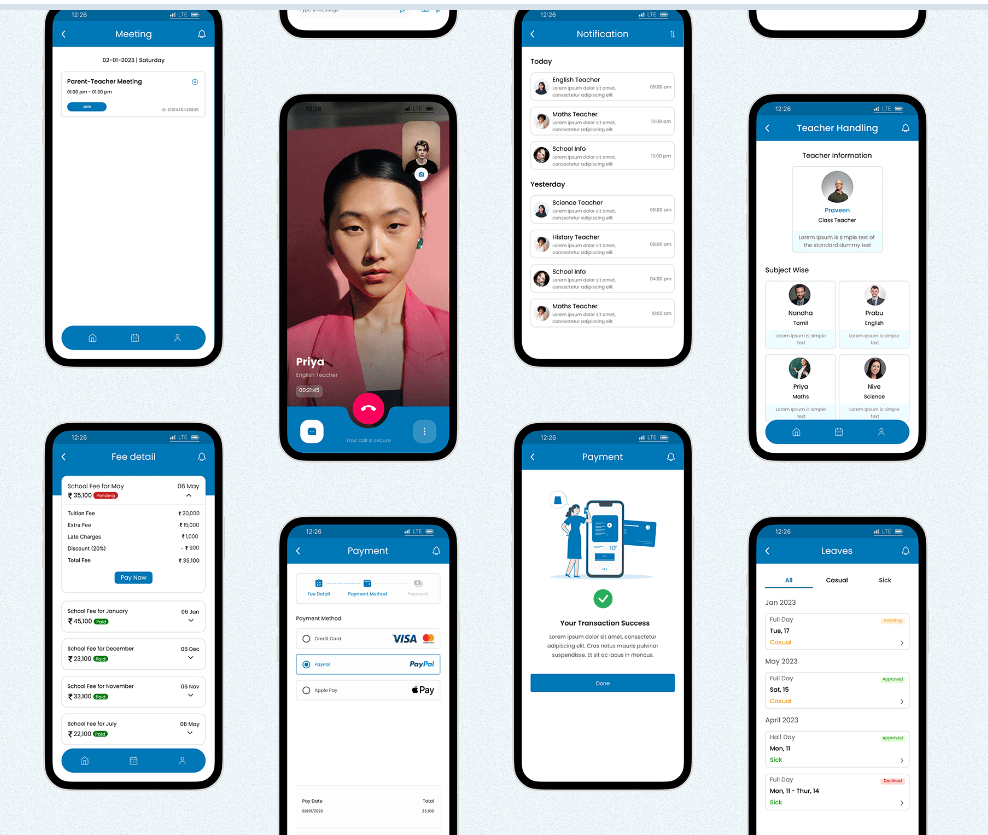 12:26
LTE
Meeting
02-01-2023 | Saturday
Parent-Teacher Meeting
01:00 pm - 01:30 pm
Join
Type a message
12:26
LTE
Priya
English Teacher
00:21:45
Your call is secure
12:26
LTE
Notification
Today
English Teacher
Lorem ipsum dolor sit amet,
consectetur adipiscing elit
09:00 am
Maths Teacher
Lorem ipsum dolor sit amet,
consectetur adipiscing elit
10:00 am
School Info
Lorem ipsum dolor sit amet,
consectetur adipiscing elit
12:00 pm
Yesterday
Science Teacher
Lorem ipsum dolor sit amet,
consectetur adipiscing elit
09:00 am
History Teacher
Lorem ipsum dolor sit amet,
consectetur adipiscing elit
School Info
Lorem ipsum dolor sit amet,
consectetur adipiscing elit
04:00 pm
Maths Teacher
Lorem ipsum dolor sit amet,
consectetur adipiscing elit
10:00 am
12:26
LTE
Teacher Handling
Teacher Information
Praveen
Class Teacher
Lorem ipsum is simple text of
the standard dummy text
Subject Wise
Nandha
Tamil
Lorem ipsum is simple
text
Prabu
English
Lorem ipsum is simple
text
Priya
Maths
Lorem ipsum is simple
text
Nive
Science
Lorem ipsum is simple
text
12:26
LTE
Fee detail
School Fee for May
06 May
₹ 35,100 Pending
Tuition Fee ₹ 20,000
Extra Fee ₹ 15,000
Late Charges ₹ 1,000
Discount (20%) - ₹ 900
Total Fee ₹ 35,100
Pay Now
School Fee for January
06 Jan
₹ 45,100 Paid
School Fee for December
₹ 23,100 Paid
School Fee for November
09 Nov
₹ 33,100 Paid
School Fee for July
06 May
₹ 22,100 Paid
12:26
LTE
Payment
Fee Detail
Payment Method
Payment
Payment Method
Credit Card
VISA
PayPal
PayPal
Apple Pay
Pay
Pay Date
Total
02/01/2023
35,100
12:26
LTE
Payment
Your Transaction Success
Lorem ipsum dolor sit amet, consectetur
adipiscing elit. Cras netus mauris pulvinar
suspendisse. Et sit ac lacus in rhoncus.
Done
12:26
LTE
Leaves
All
Casual
Sick
Jan 2023
Full Day
Pending
Tue, 17
Casual
May 2023
Full Day
Approved
Sat, 15
Casual
April 2023
Half Day
Approved
Mon, 11
Sick
Full Day
Declined
Mon, 11 - Thur, 14
Sick